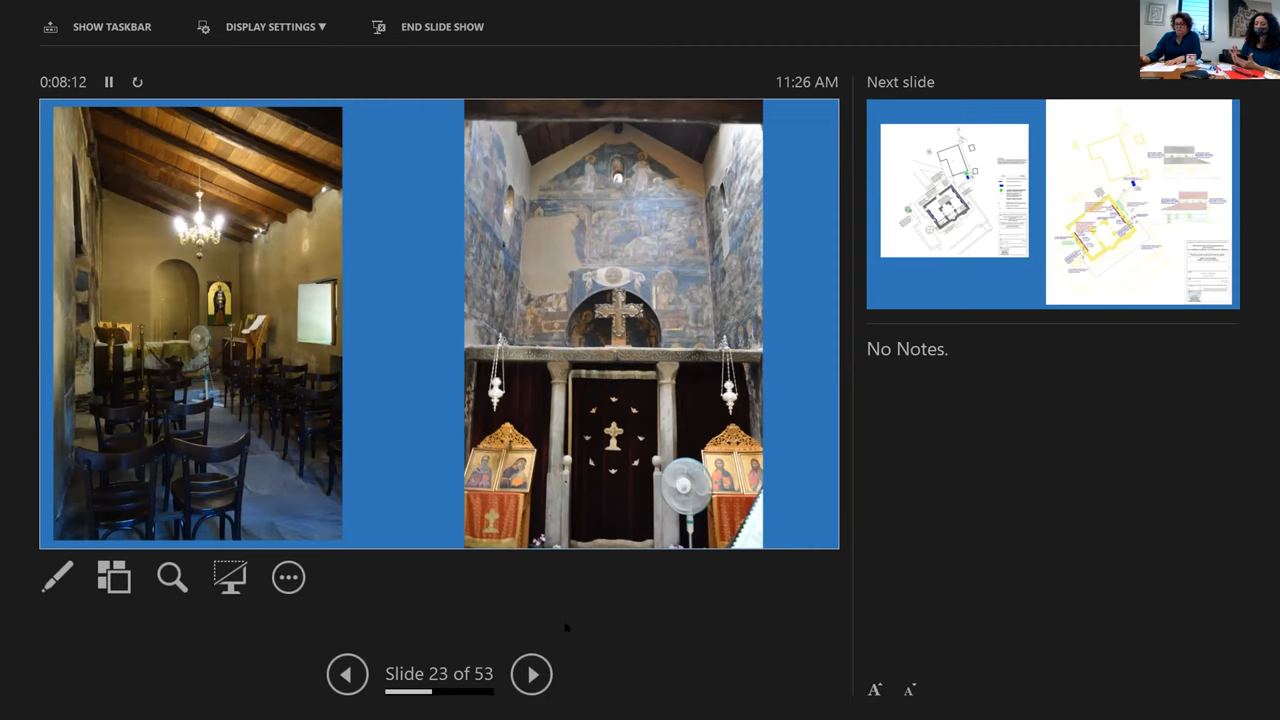 SHOW TASKBAR
DISPLAY SETTINGS ▼
END SLIDE SHOW
0:08:12
11:26 AM
Next slide
No Notes.
Slide 23 of 53
A
A